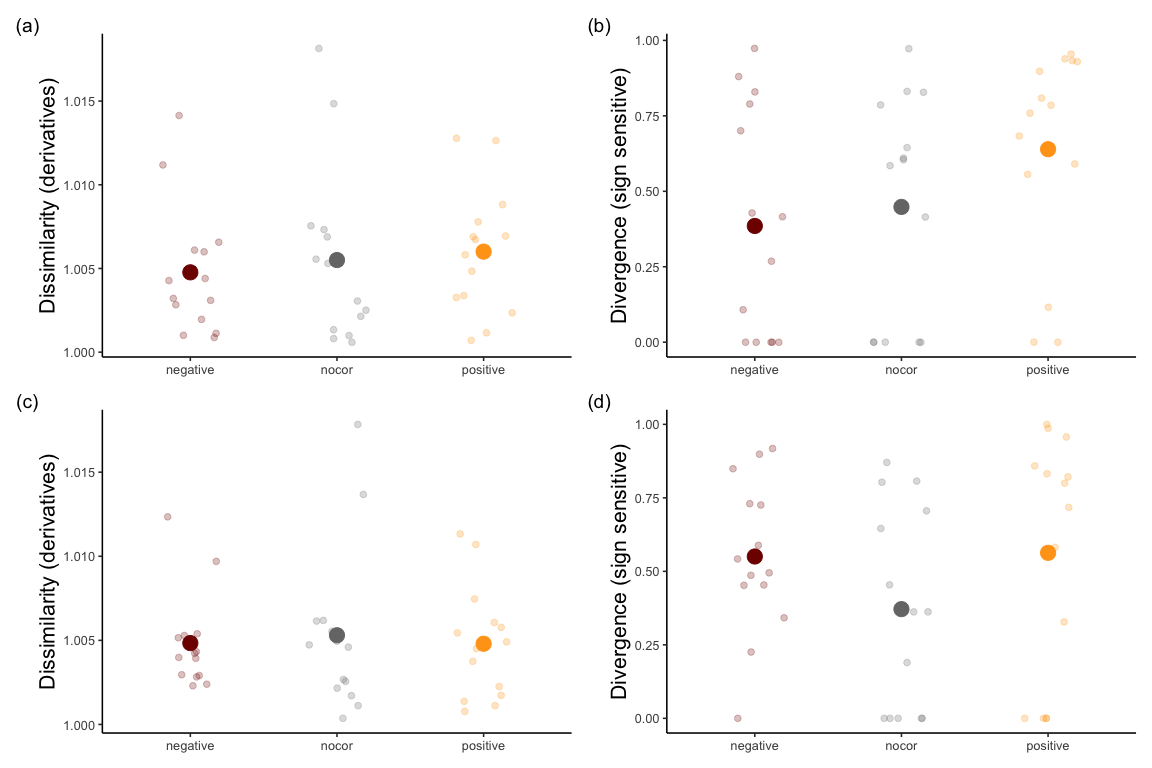 (a)
Dissimilarity (derivatives)
1.015
1.010
1.005
1.000
negative nocor positive
(b)
Divergence (sign sensitive)
1.00
0.75
0.50
0.25
0.00
negative nocor positive
(c)
Dissimilarity (derivatives)
1.015
1.010
1.005
1.000
negative nocor positive
(d)
Divergence (sign sensitive)
1.00
0.75
0.50
0.25
0.00
negative nocor positive